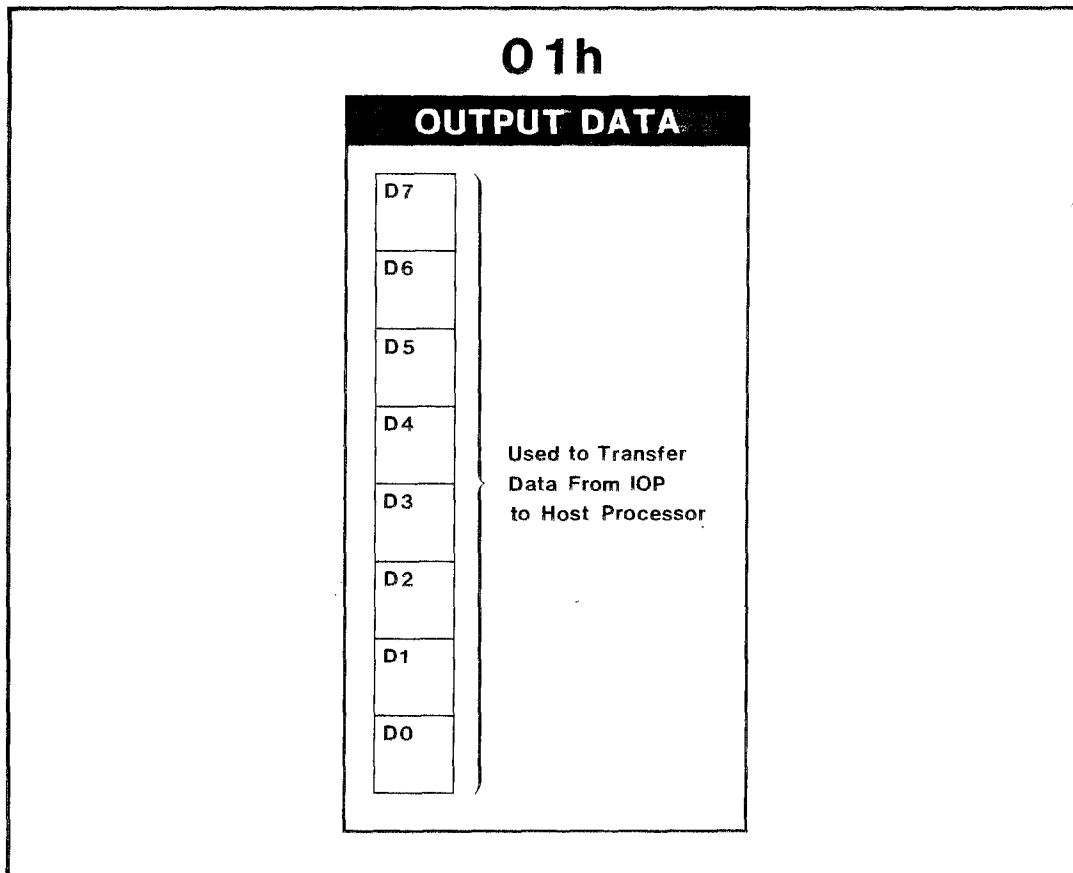 01h
OUTPUT DATA
D7
D6
D5
D4
D3
D2
D1
D0
Used to Transfer
Data From IOP
to Host Processor